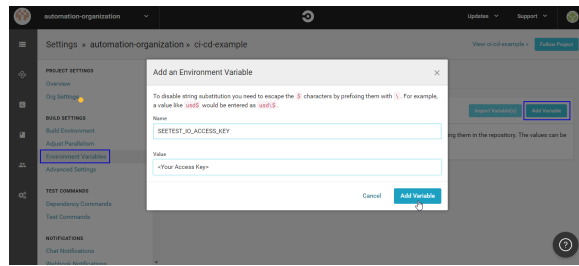 automation-organization
Updates
Support
Settings » automation-organization » ci-cd-example
View ci-cd-example »
Follow Project
PROJECT SETTINGS
Overview
Org Settings
BUILD SETTINGS
Build Environment
Adjust Parallelism
Environment Variables
Advanced Settings
TEST COMMANDS
Dependency Commands
Test Commands
NOTIFICATIONS
Chat Notifications
Webhook Notifications
Import Variable(s)
Add Variable
ing them in the repository. The values can be
Add an Environment Variable
To disable string substitution you need to escape the $ characters by prefixing them with \. For example,
a value like usd$ would be entered as usd\$.
Name
SEETEST_IO_ACCESS_KEY
Value
<Your Access Key>
Cancel
Add Variable